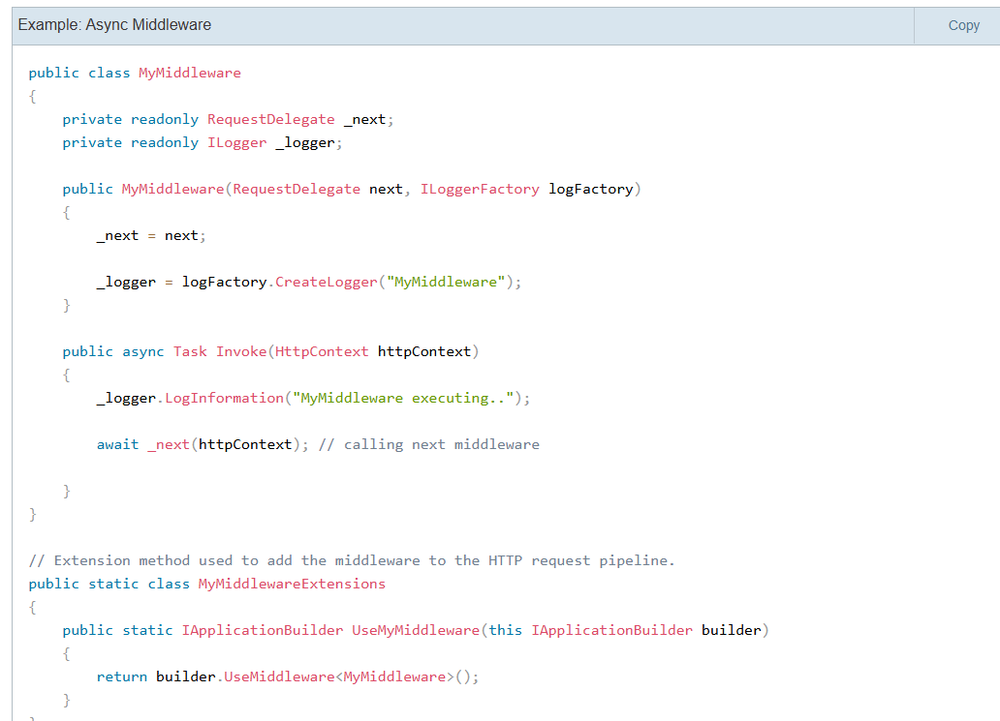 Example: Async Middleware
Copy
public class MyMiddleware
{
    private readonly RequestDelegate _next;
    private readonly ILogger _logger;

    public MyMiddleware(RequestDelegate next, ILoggerFactory logFactory)
    {
        _next = next;

        _logger = logFactory.CreateLogger("MyMiddleware");
    }

    public async Task Invoke(HttpContext httpContext)
    {
        _logger.LogInformation("MyMiddleware executing..");

        await _next(httpContext); // calling next middleware

    }
}

// Extension method used to add the middleware to the HTTP request pipeline.
public static class MyMiddlewareExtensions
{
    public static IApplicationBuilder UseMyMiddleware(this IApplicationBuilder builder)
    {
        return builder.UseMiddleware<MyMiddleware>();
    }
}